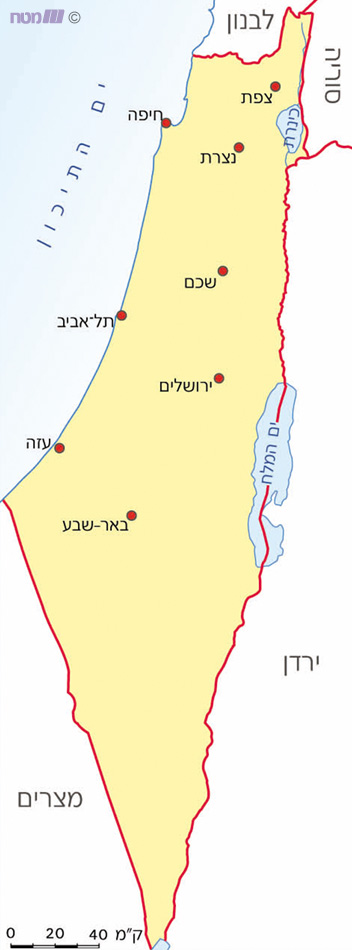 © מטח
לבנון
סוריה
ים התיכון
צפת
חיפה
כינרת
נצרת
שכם
תל־אביב
ירושלים
ים המלח
עזה
באר-שבע
ירדן
מצרים
0 20 40 ק"מ